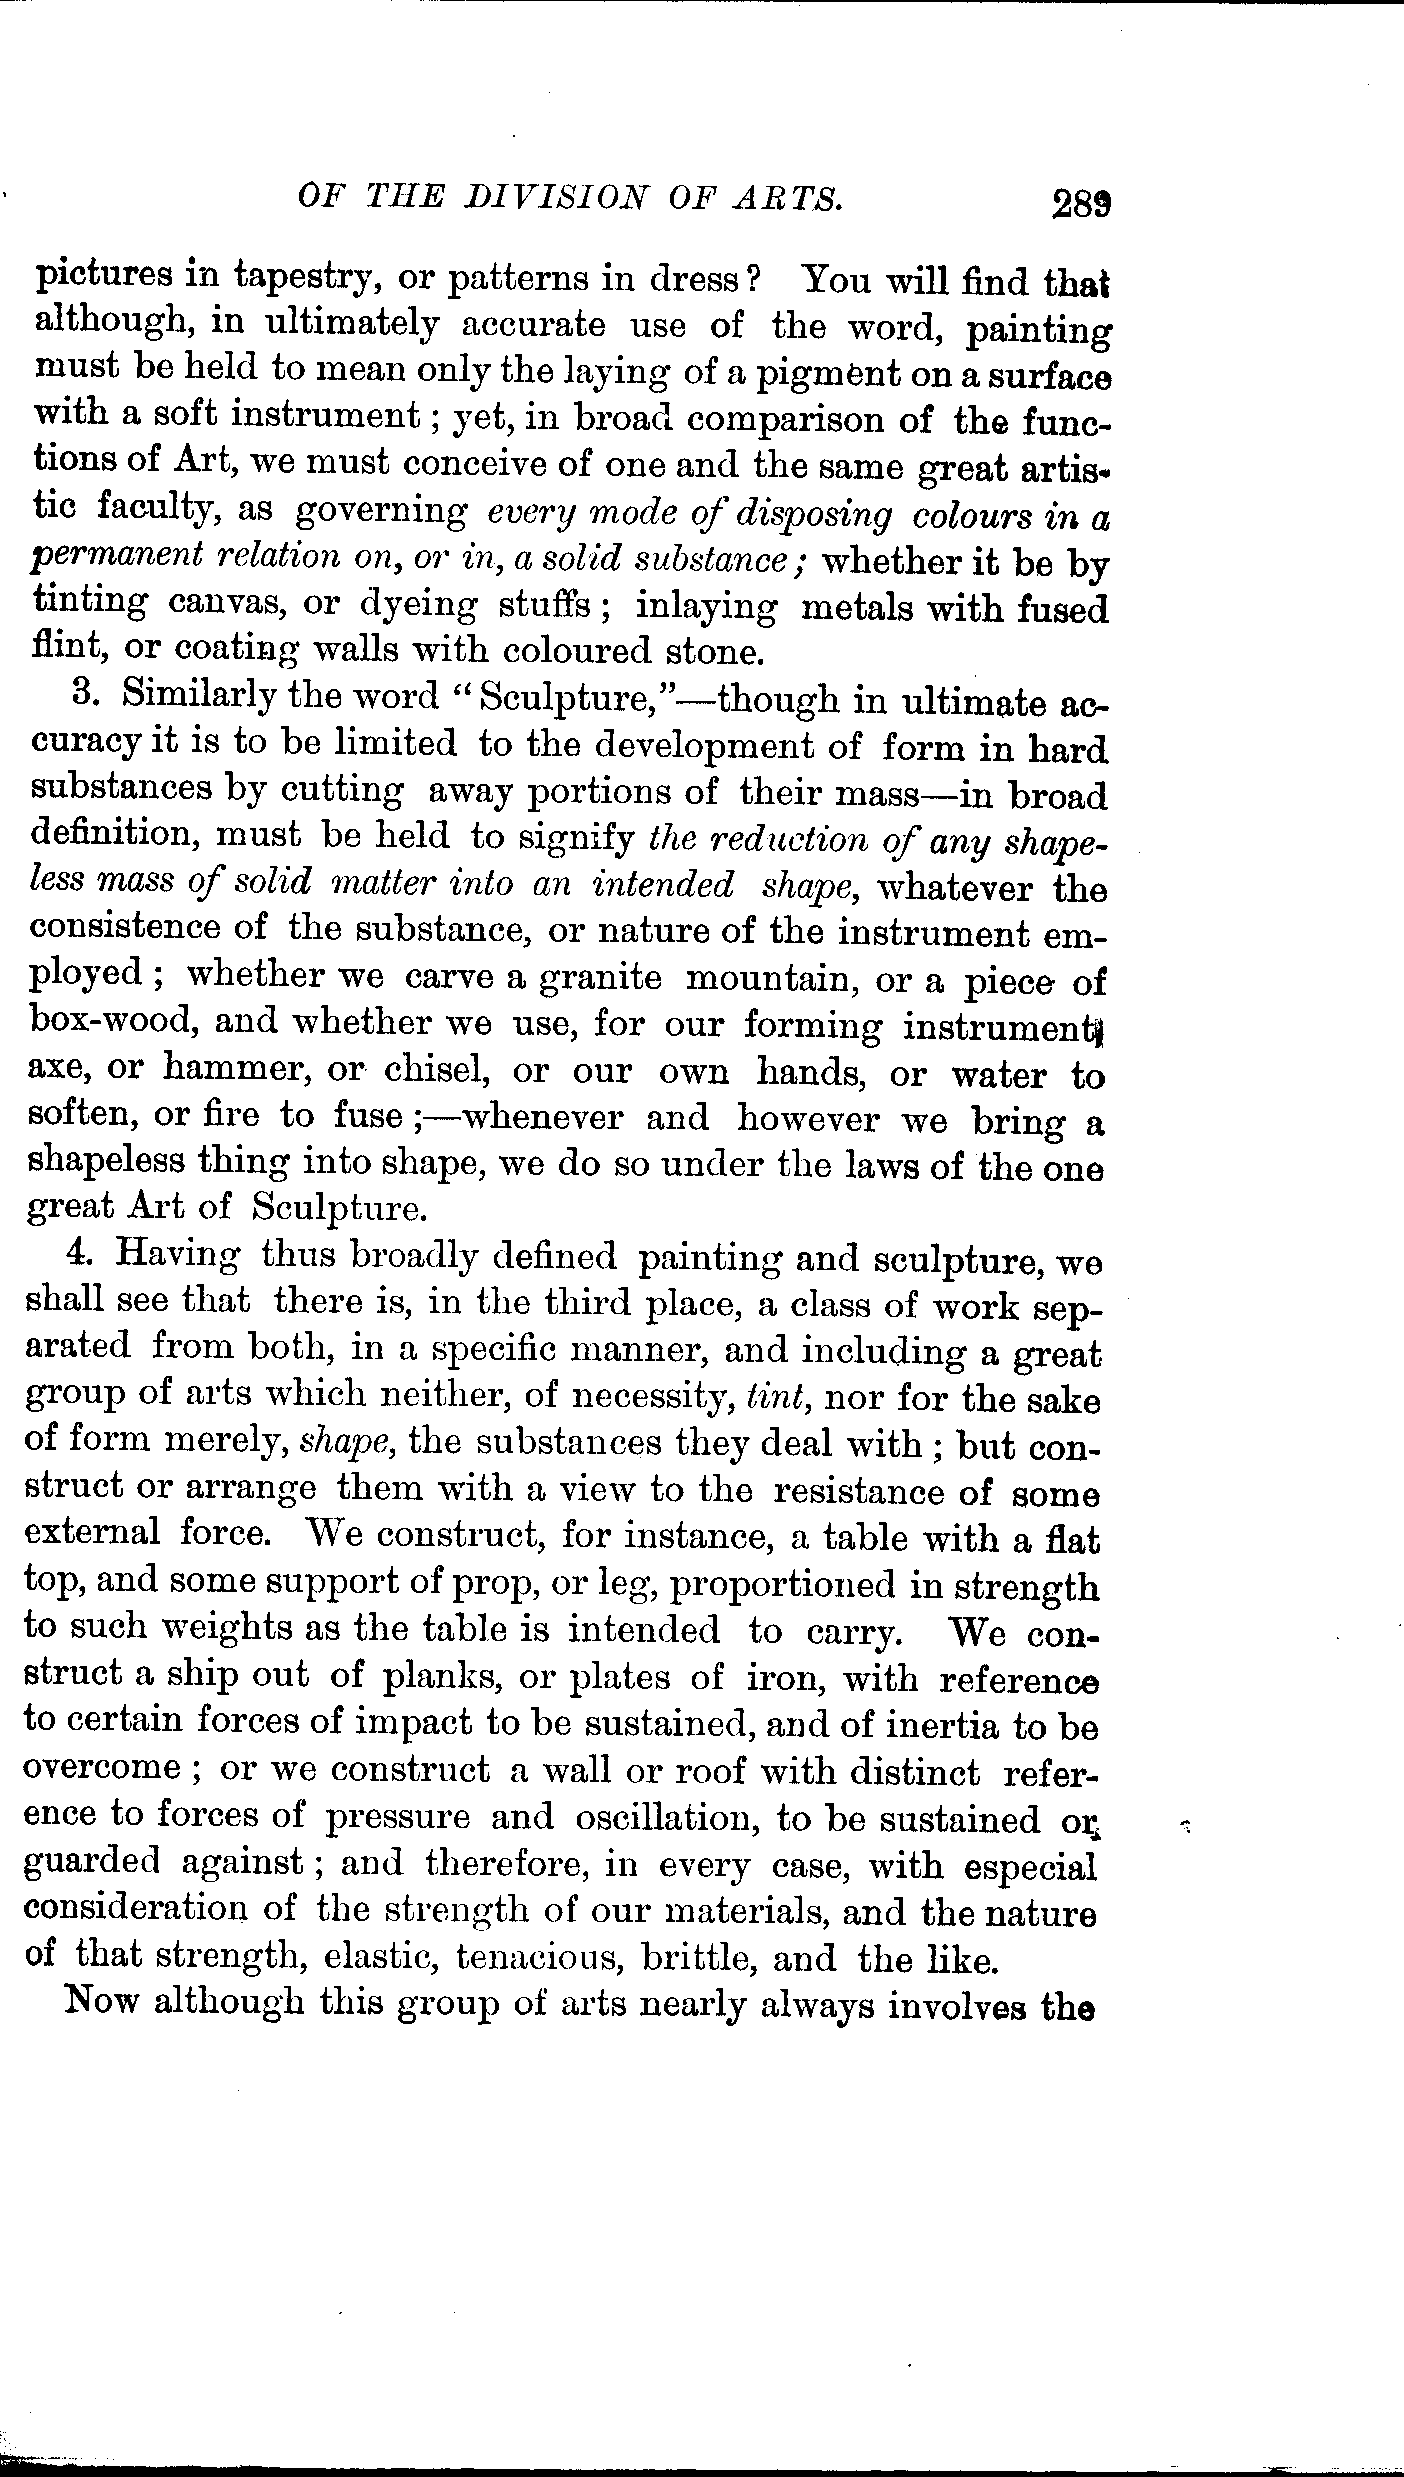 OF THE DIVISION OF ARTS. 289
pictures in tapestry, or patterns in dress? You will find that
although, in ultimately accurate use of the word, painting
must be held to mean only the laying of a pigment on a surface
with a soft instrument; yet, in broad comparison of the func-
tions of Art, we must conceive of one and the same great artis-
tic faculty, as governing every mode of disposing colours in a
permanent relation on, or in, a solid substance; whether it be by
tinting canvas, or dyeing stuffs; inlaying metals with fused
flint, or coating walls with coloured stone.
3. Similarly the word "Sculpture,"—though in ultimate ac-
curacy it is to be limited to the development of form in hard
substances by cutting away portions of their mass—in broad
definition, must be held to signify the reduction of any shape-
less mass of solid matter into an intended shape, whatever the
consistence of the substance, or nature of the instrument em-
ployed; whether we carve a granite mountain, or a piece of
box-wood, and whether we use, for our forming instrument,
axe, or hammer, or chisel, or our own hands, or water to
soften, or fire to fuse;—whenever and however we bring a
shapeless thing into shape, we do so under the laws of the one
great Art of Sculpture.
4. Having thus broadly defined painting and sculpture, we
shall see that there is, in the third place, a class of work sep-
arated from both, in a specific manner, and including a great
group of arts which neither, of necessity, tint, nor for the sake
of form merely, shape, the substances they deal with; but con-
struct or arrange them with a view to the resistance of some
external force. We construct, for instance, a table with a flat
top, and some support of prop, or leg, proportioned in strength
to such weights as the table is intended to carry. We con-
struct a ship out of planks, or plates of iron, with reference
to certain forces of impact to be sustained, and of inertia to be
overcome; or we construct a wall or roof with distinct refer-
ence to forces of pressure and oscillation, to be sustained or
guarded against; and therefore, in every case, with especial
consideration of the strength of our materials, and the nature
of that strength, elastic, tenacious, brittle, and the like.
Now although this group of arts nearly always involves the